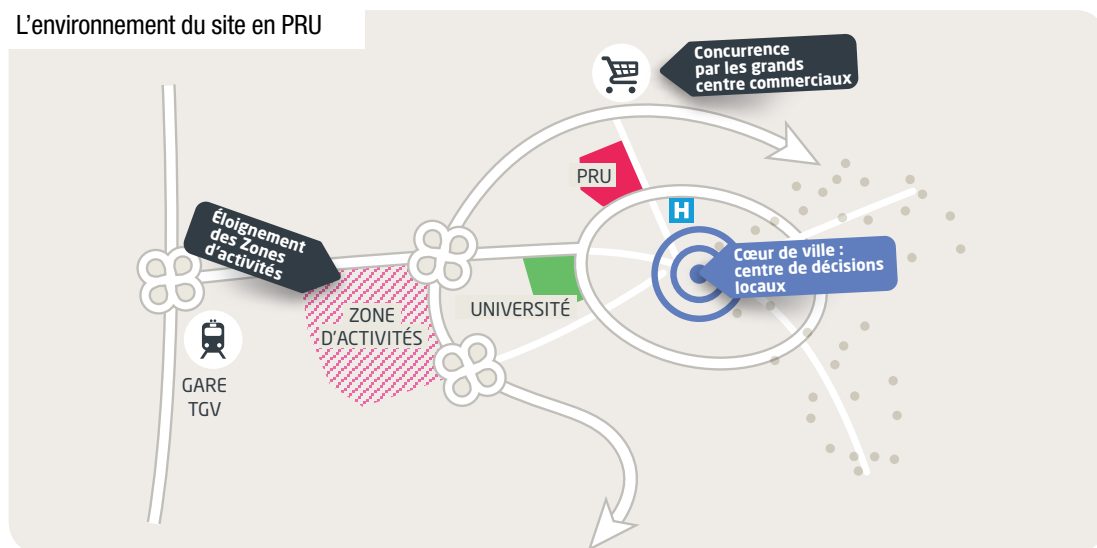 L'environnement du site en PRU
Concurrence
par les grands
centre commerciaux
PRU
H
Éloignement
des Zones
d'activités
Cœur de ville :
centre de décisions
locaux
UNIVERSITÉ
ZONE
D'ACTIVITÉS
GARE
TGV